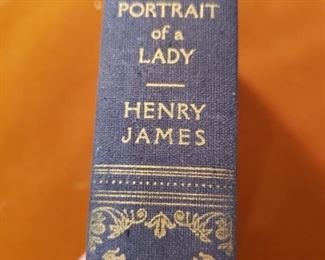 PORTRAIT
of a
LADY
HENRY
JAMES